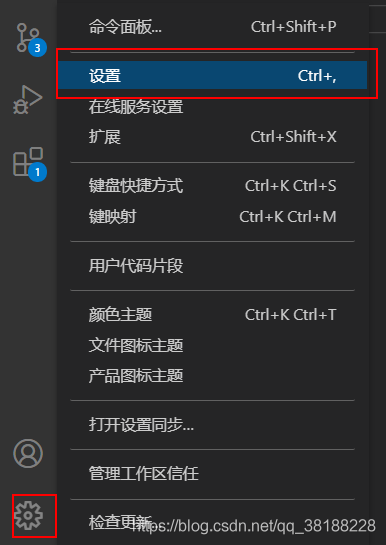 命令面板... Ctrl+Shift+P
3
设置 Ctrl+,
在线服务设置
扩展 Ctrl+Shift+X
1
键盘快捷方式 Ctrl+K Ctrl+S
键映射 Ctrl+K Ctrl+M
用户代码片段
颜色主题 Ctrl+K Ctrl+T
文件图标主题
产品图标主题
打开设置同步...
管理工作区信任
检查更新...
https://blog.csdn.net/qq_38188228